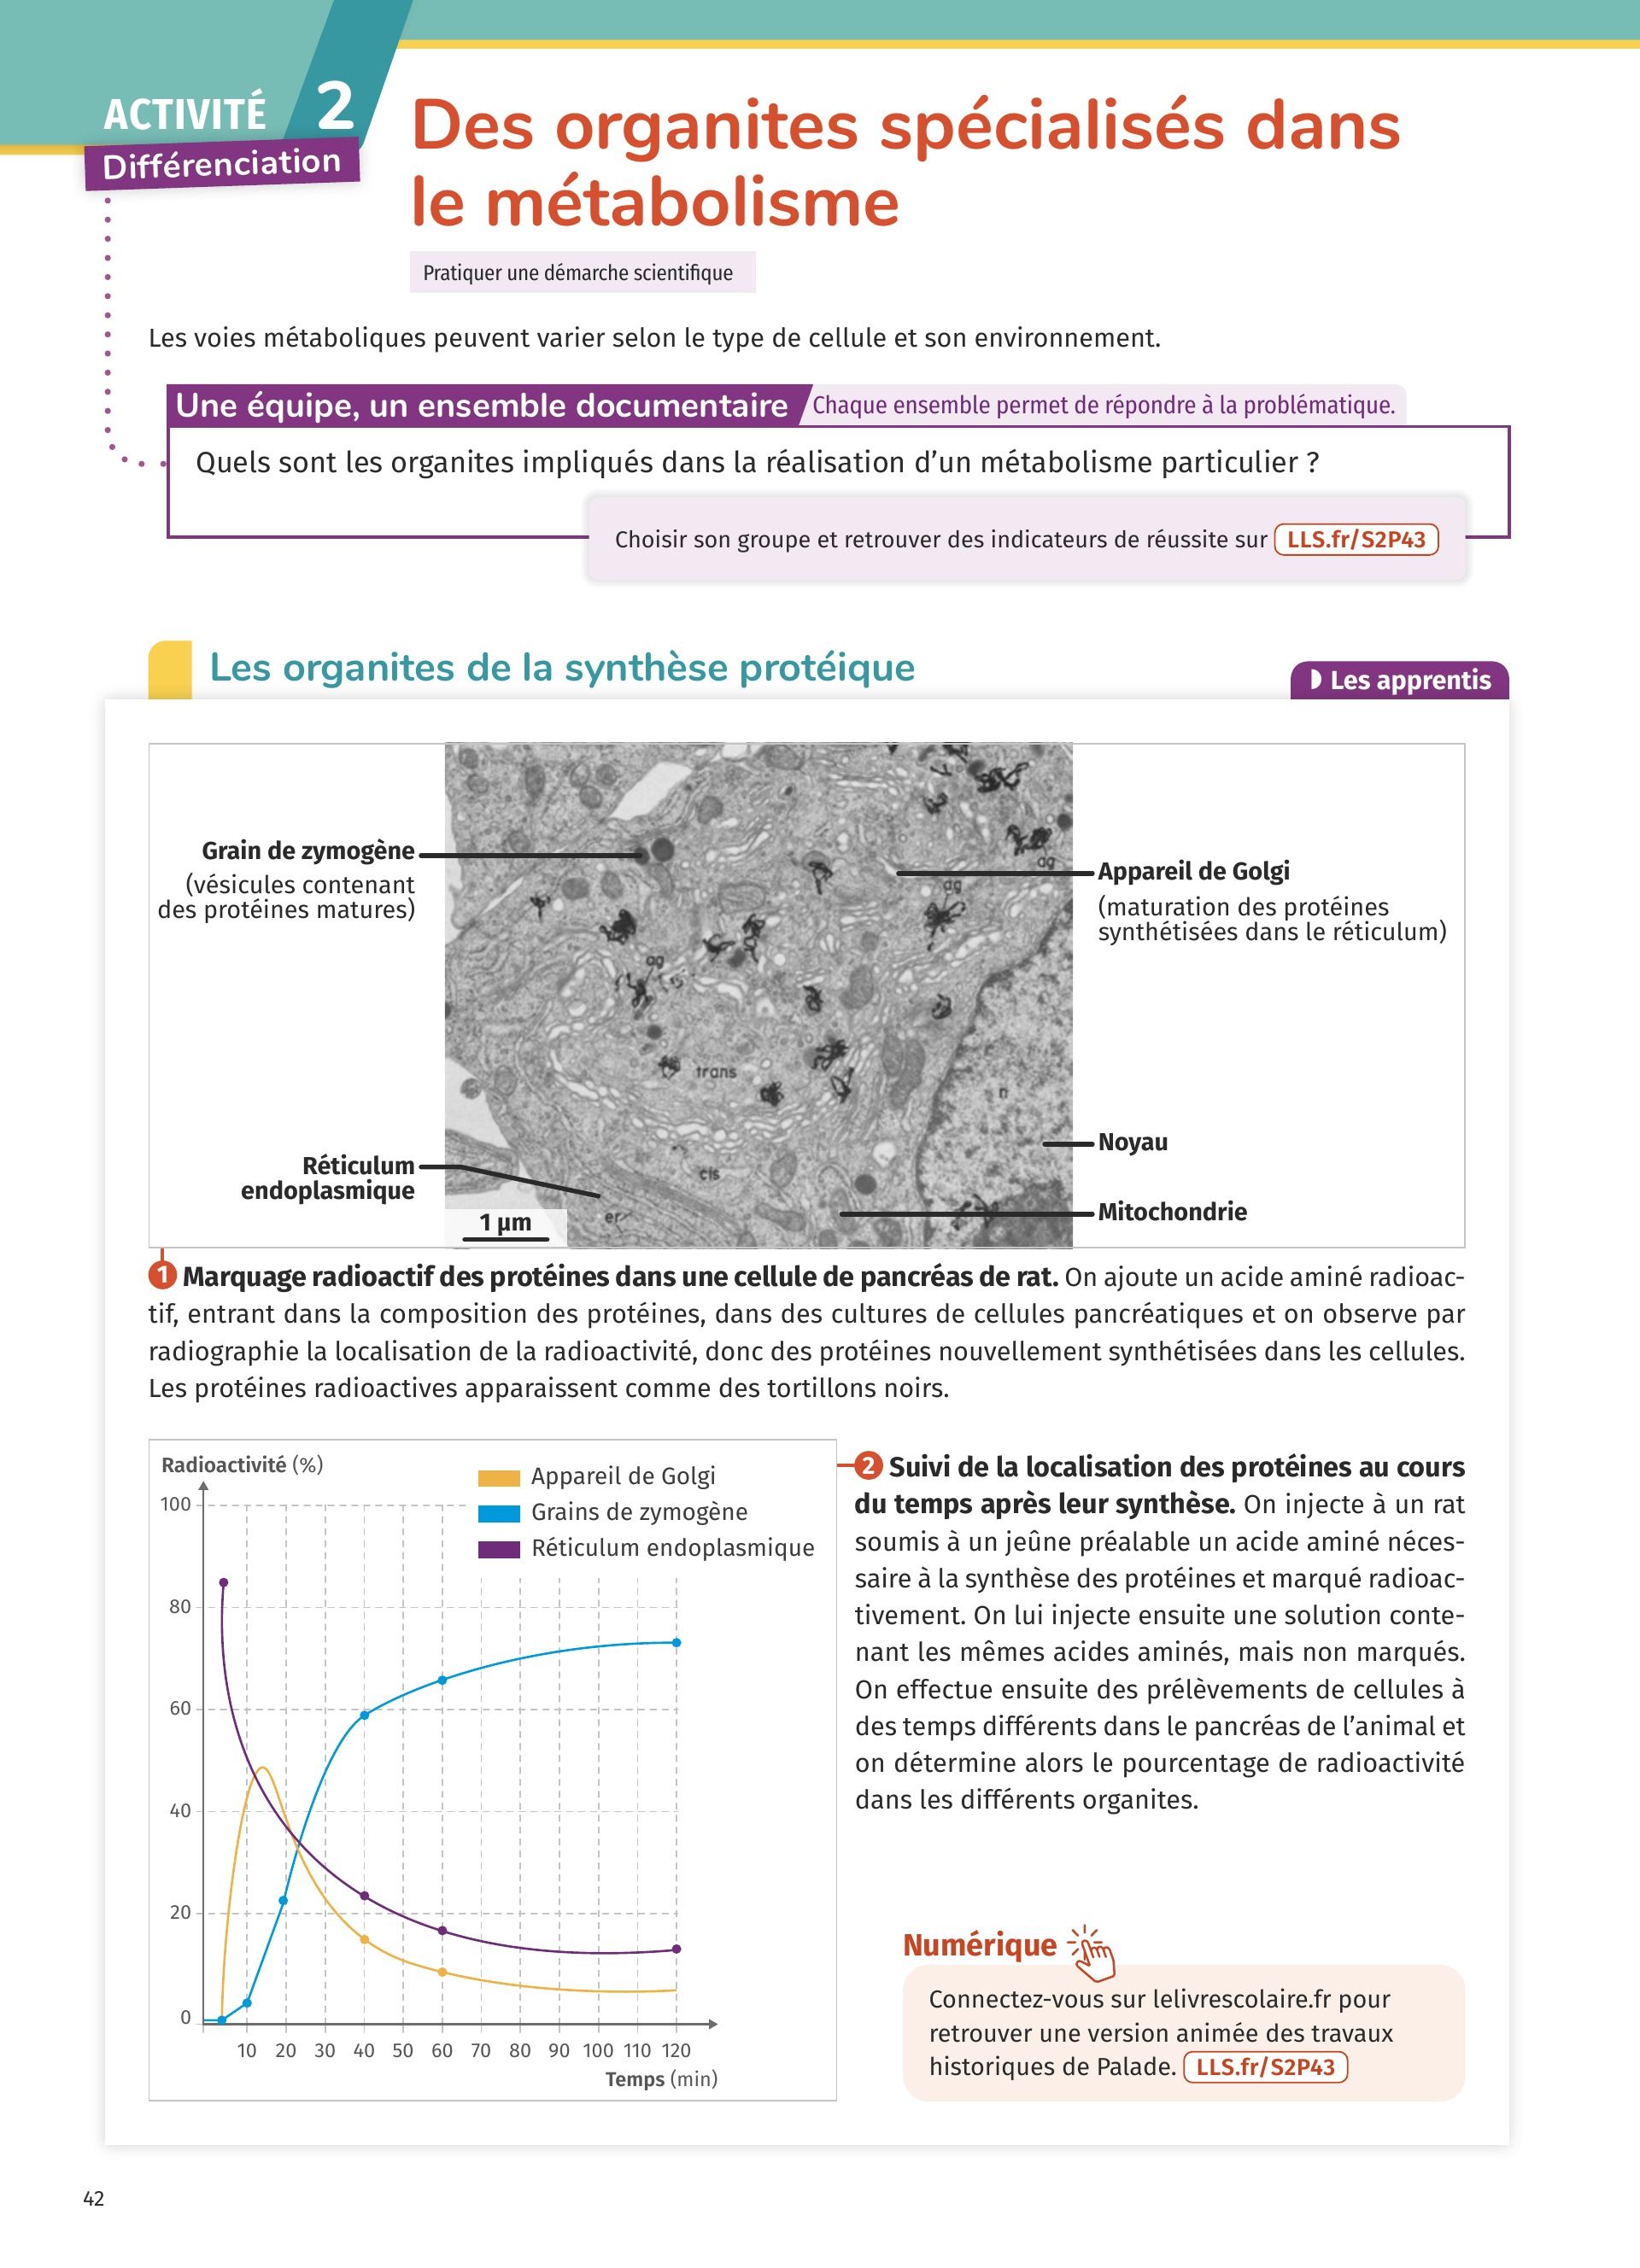 ACTIVITÉ 2
Différenciation
Des organites spécialisés dans
le métabolisme
Pratiquer une démarche scientifique
Les voies métaboliques peuvent varier selon le type de cellule et son environnement.
Une équipe, un ensemble documentaire Chaque ensemble permet de répondre à la problématique.
Quels sont les organites impliqués dans la réalisation d’un métabolisme particulier ?
Choisir son groupe et retrouver des indicateurs de réussite sur LLS.fr/S2P43
Les organites de la synthèse protéique
Les apprentis
Grain de zymogène
(vésicules contenant
des protéines matures)
Réticulum
endoplasmique
1 µm
ag
ag
ag
trans
n
cis
er
Appareil de Golgi
(maturation des protéines
synthétisées dans le réticulum)
Noyau
Mitochondrie
1 Marquage radioactif des protéines dans une cellule de pancréas de rat. On ajoute un acide aminé radioac-
tif, entrant dans la composition des protéines, dans des cultures de cellules pancréatiques et on observe par
radiographie la localisation de la radioactivité, donc des protéines nouvellement synthétisées dans les cellules.
Les protéines radioactives apparaissent comme des tortillons noirs.
Radioactivité (%)
Appareil de Golgi
Grains de zymogène
Réticulum endoplasmique
100
80
60
40
20
0
10 20 30 40 50 60 70 80 90 100 110 120
Temps (min)
2 Suivi de la localisation des protéines au cours
du temps après leur synthèse. On injecte à un rat
soumis à un jeûne préalable un acide aminé néces-
saire à la synthèse des protéines et marqué radioac-
tivement. On lui injecte ensuite une solution conte-
nant les mêmes acides aminés, mais non marqués.
On effectue ensuite des prélèvements de cellules à
des temps différents dans le pancréas de l’animal et
on détermine alors le pourcentage de radioactivité
dans les différents organites.
Numérique
Connectez-vous sur lelivrescolaire.fr pour
retrouver une version animée des travaux
historiques de Palade. LLS.fr/S2P43
42